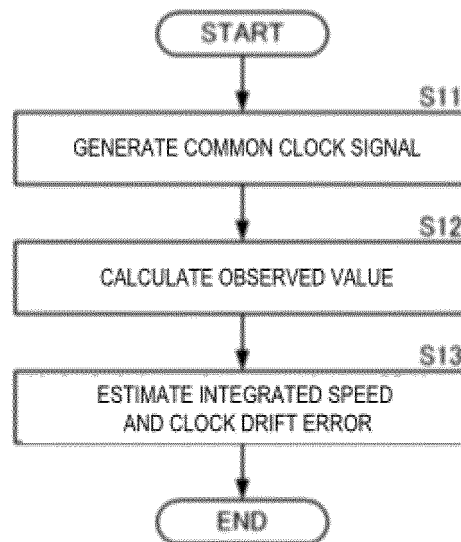 START
S11
GENERATE COMMON CLOCK SIGNAL
S12
CALCULATE OBSERVED VALUE
S13
ESTIMATE INTEGRATED SPEED
AND CLOCK DRIFT ERROR
END